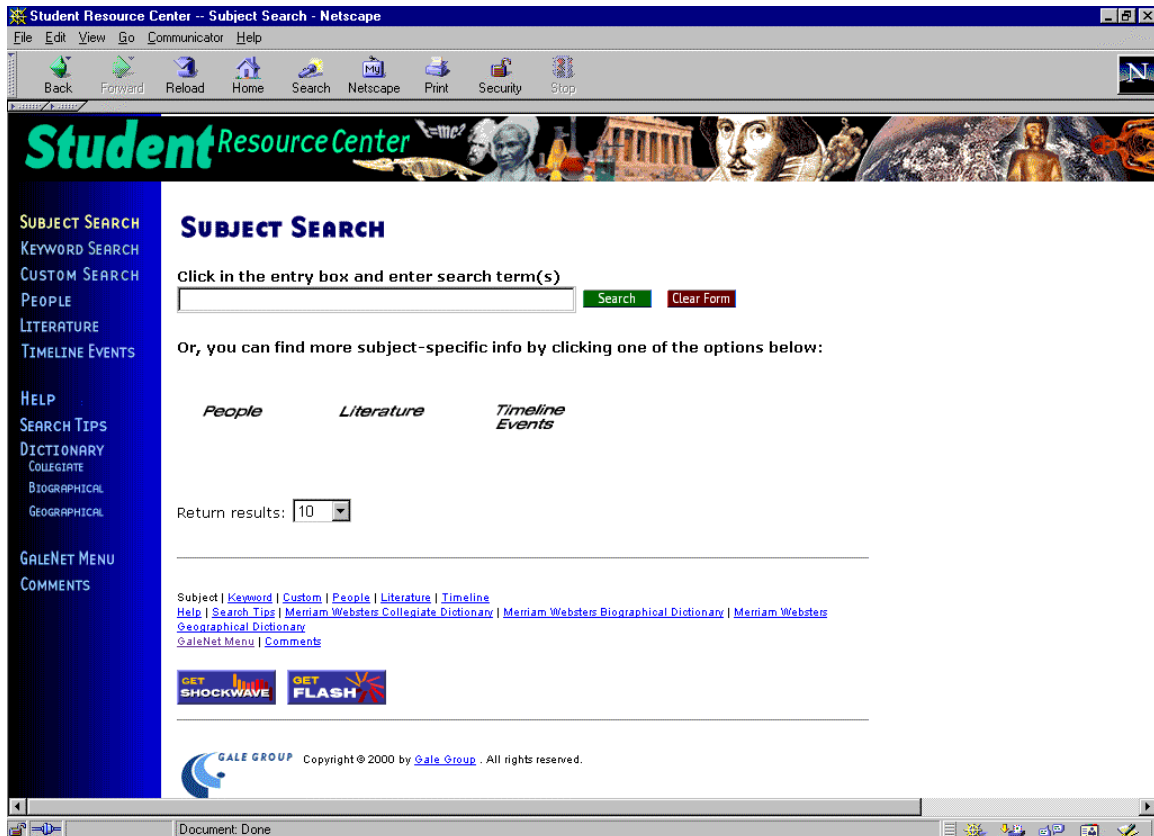 Student Resource Center -- Subject Search - Netscape
File Edit View Go Communicator Help
Back Forward Reload Home Search Netscape Print Security Stop
My
N
Student Resource Center
E=mc²
SUBJECT SEARCH
KEYWORD SEARCH
CUSTOM SEARCH
PEOPLE
LITERATURE
TIMELINE EVENTS
HELP
SEARCH TIPS
DICTIONARY
COLLEGIATE
BIOGRAPHICAL
GEOGRAPHICAL
GALENET MENU
COMMENTS
SUBJECT SEARCH
Click in the entry box and enter search term(s)
Search Clear Form
Or, you can find more subject-specific info by clicking one of the options below:
People Literature Timeline
Events
Return results: 10
Subject | Keyword | Custom | People | Literature | Timeline
Help | Search Tips | Merriam Websters Collegiate Dictionary | Merriam Websters Biographical Dictionary | Merriam Websters
Geographical Dictionary
GaleNet Menu | Comments
GET SHOCKWAVE GET FLASH
GALE GROUP Copyright © 2000 by Gale Group . All rights reserved.
Document: Done